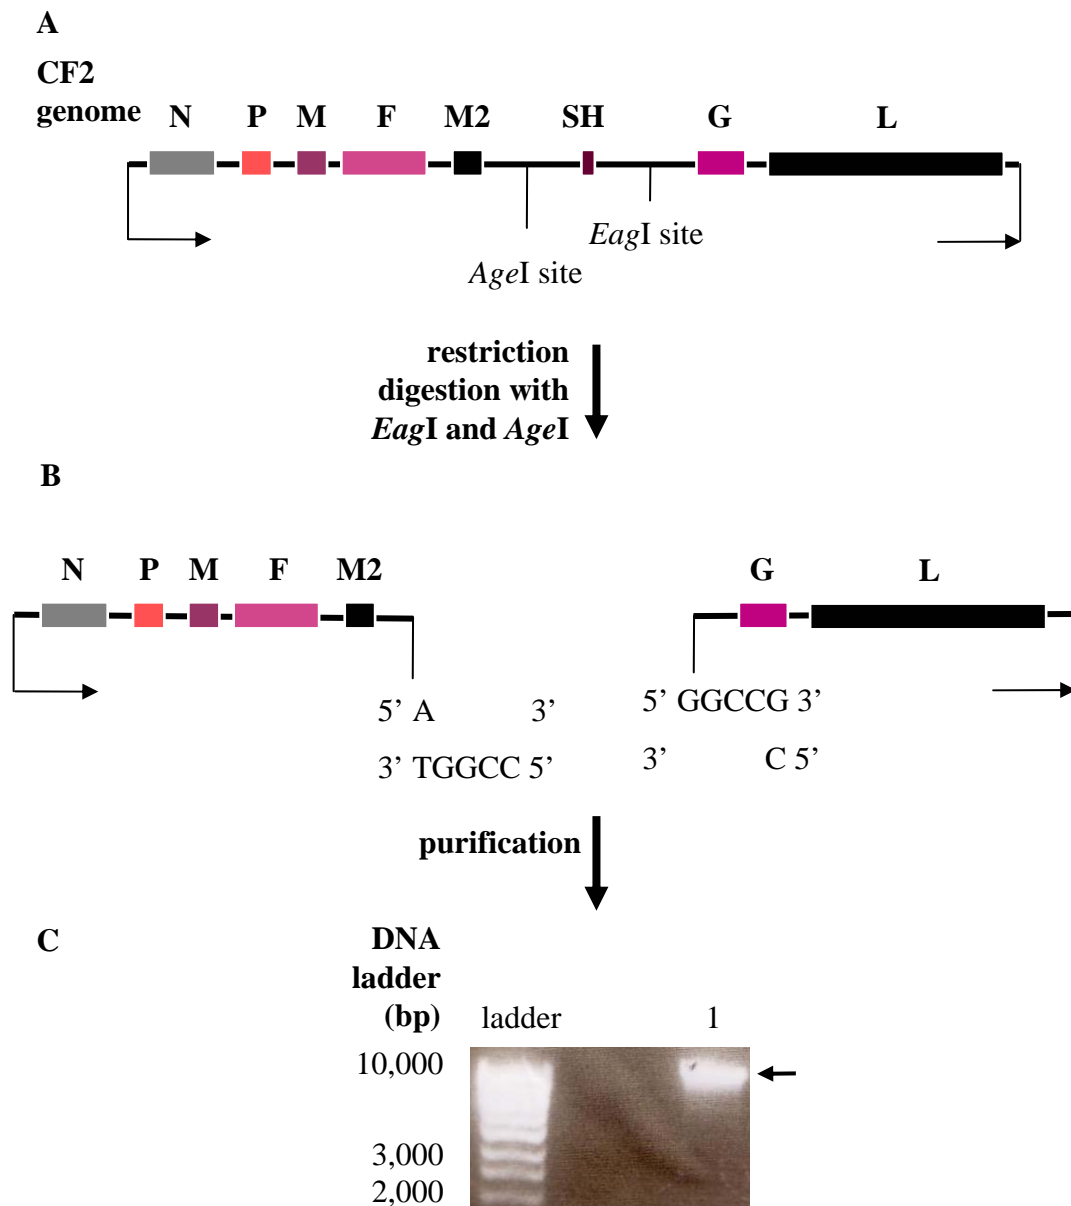 A
CF2
genome
N P M F M2 SH G L
EagI site
AgeI site
restriction
digestion with
EagI and AgeI
B
N P M F M2 G L
5’ A 3’
3’ TGGCC 5’
5’ GGCCG 3’
3’ C 5’
purification
C
DNA
ladder
(bp)
ladder 1
10,000
3,000
2,000